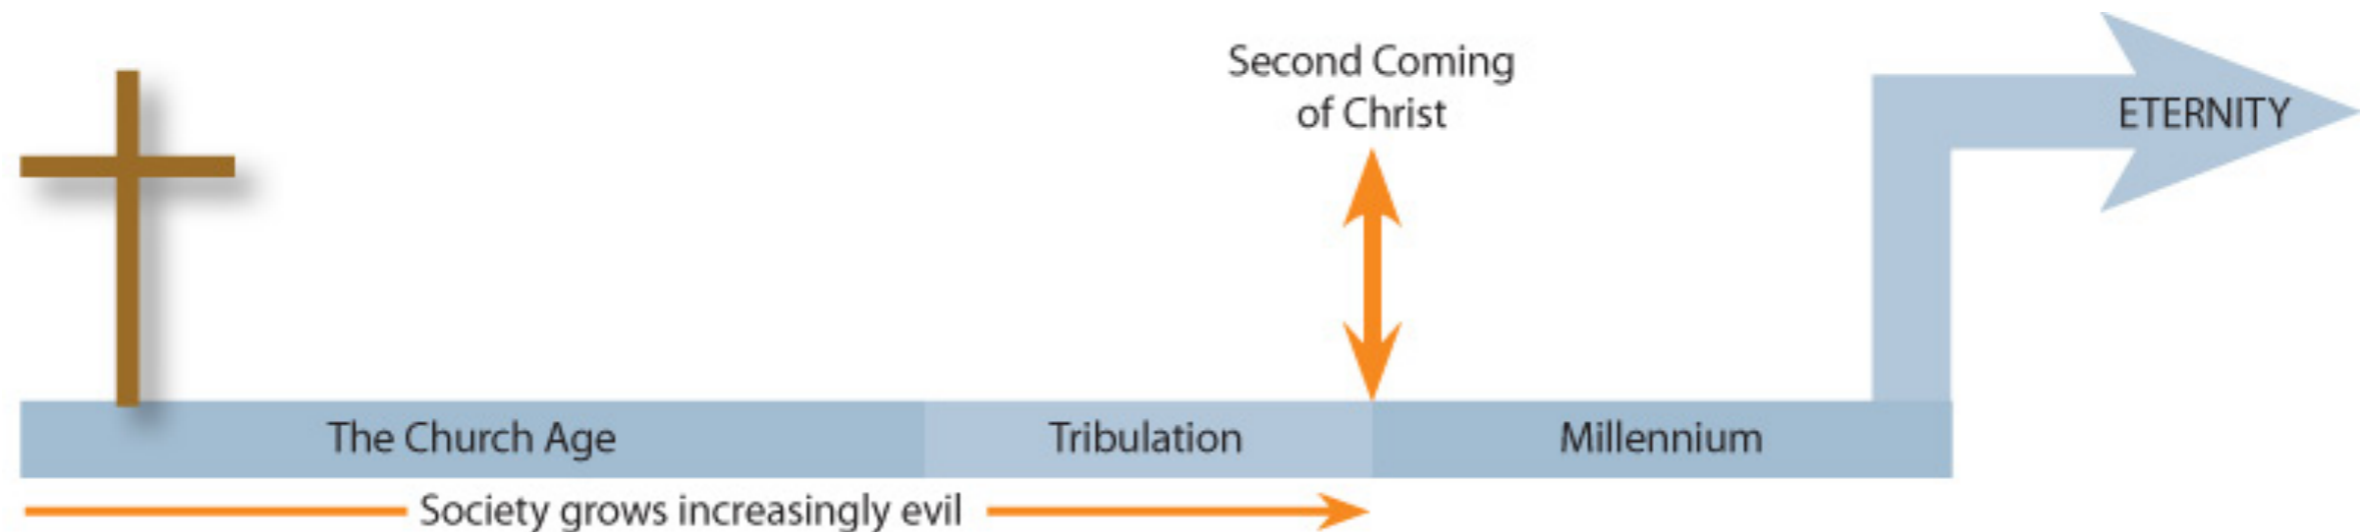 Second Coming
of Christ
ETERNITY
The Church Age
Tribulation
Millennium
Society grows increasingly evil